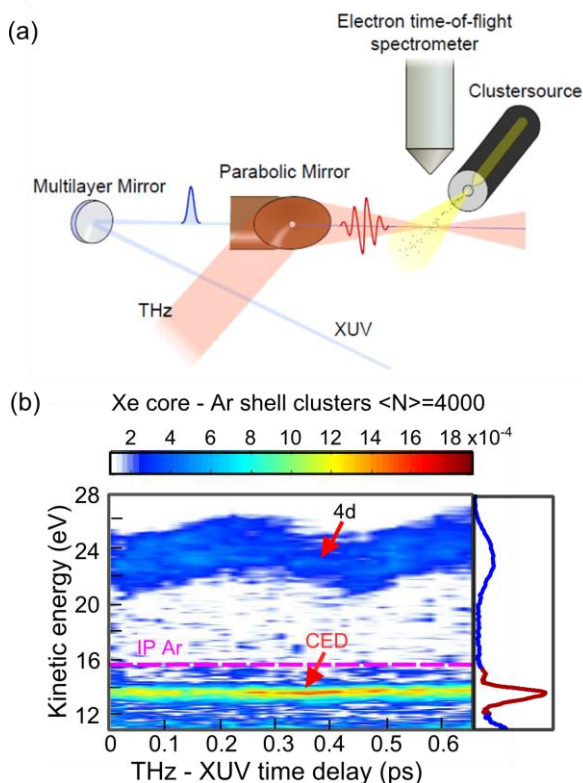 (a)
Electron time-of-flight
spectrometer
Clustersource
Parabolic Mirror
Multilayer Mirror
THz
XUV
(b)
Xe core - Ar shell clusters <N>=4000
2 4 6 8 10 12 14 16 18 x10-4
28
24
20
16
12
Kinetic energy (eV)
4d
IP Ar
CED
0 0.1 0.2 0.3 0.4 0.5 0.6
THz - XUV time delay (ps)